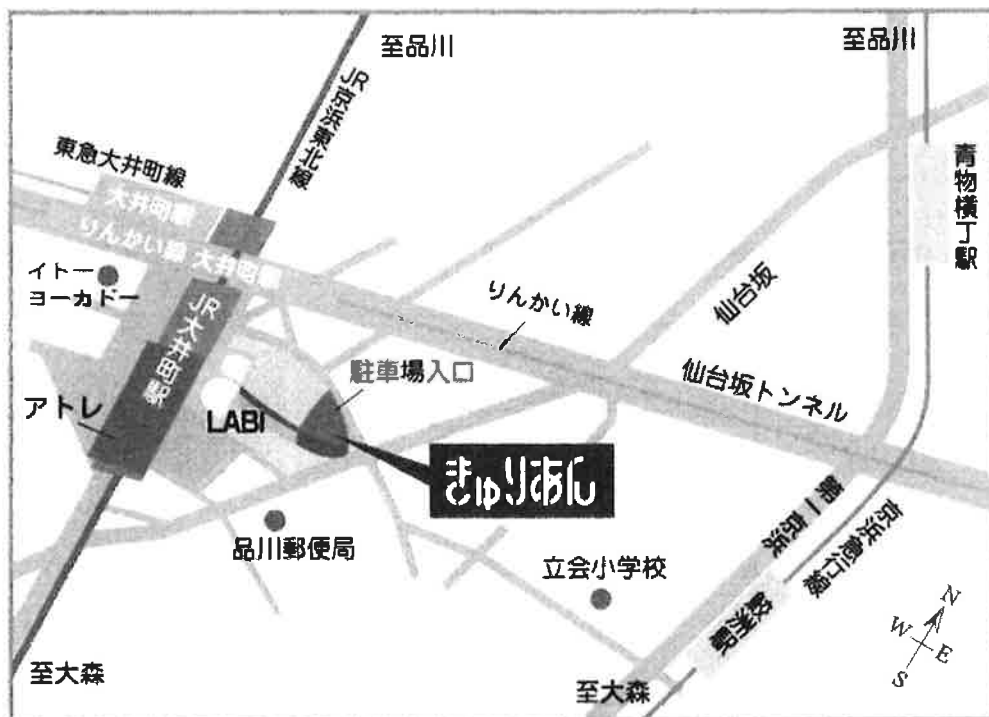 至品川
至品川
JR京浜東北線
東急大井町線
大井町駅
りんかい線 大井町駅
青物横丁駅
イトー
ヨーカドー
JR大井町駅
りんかい線
仙台坂
駐車場入口
仙台坂トンネル
アトレ
LABI
きゅりあん
第一京浜
京浜急行線
品川郵便局
立会小学校
鮫洲駅
N
W
E
S
至大森
至大森